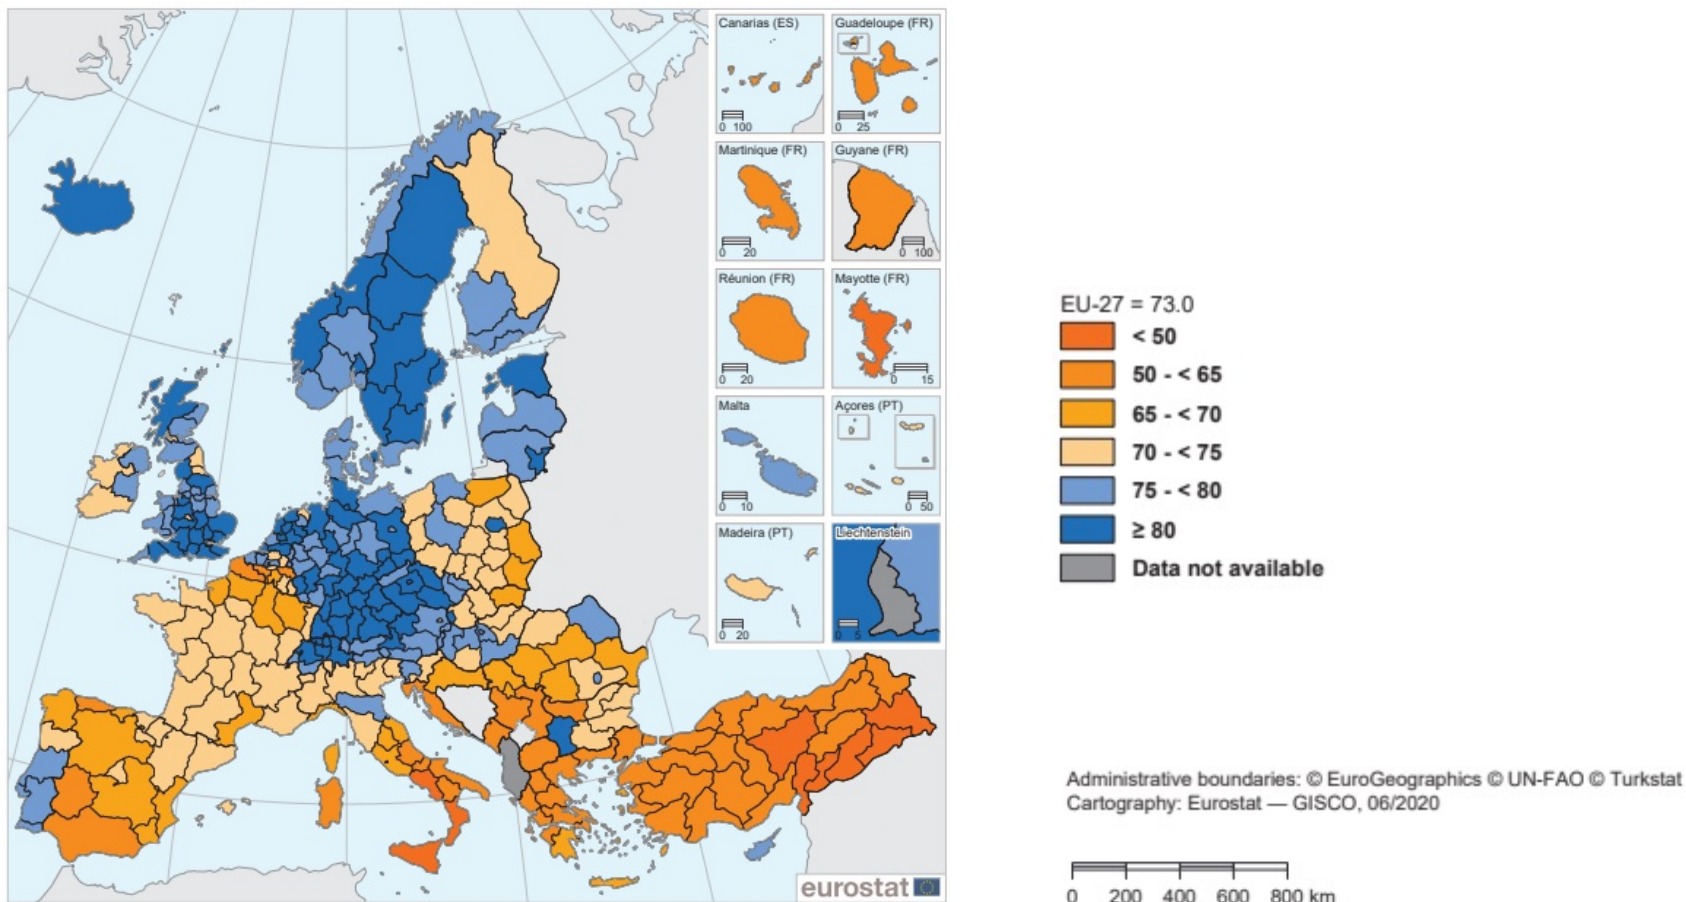 Canarias (ES)
0 100
Guadeloupe (FR)
0 25
Martinique (FR)
0 20
Guyane (FR)
0 100
Réunion (FR)
0 20
Mayotte (FR)
0 15
Malta
0 10
Açores (PT)
0 50
Madeira (PT)
0 20
Liechtenstein
0 5
eurostat
EU-27 = 73.0
< 50
50 - < 65
65 - < 70
70 - < 75
75 - < 80
≥ 80
Data not available
Administrative boundaries: © EuroGeographics © UN-FAO © Turkstat
Cartography: Eurostat — GISCO, 06/2020
0 200 400 600 800 km